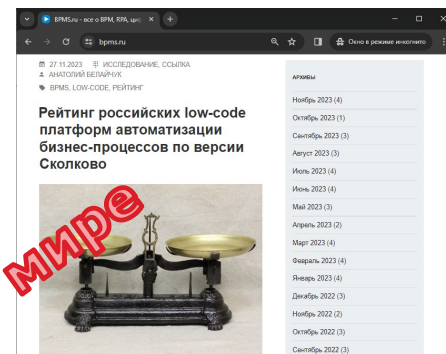 BPMS.ru - все о BPM, RPA, циф
bpms.ru
Окно в режиме инкогнито
27.11.2023 ИССЛЕДОВАНИЕ, ССЫЛКА
АНАТОЛИЙ БЕЛАЙЧУК
BPMS, LOW-CODE, РЕЙТИНГ
Рейтинг российских low-code
платформ автоматизации
бизнес-процессов по версии
Сколково
мире
АРХИВЫ
Ноябрь 2023 (4)
Октябрь 2023 (1)
Сентябрь 2023 (3)
Август 2023 (3)
Июль 2023 (4)
Июнь 2023 (4)
Май 2023 (3)
Апрель 2023 (2)
Март 2023 (4)
Февраль 2023 (4)
Январь 2023 (4)
Декабрь 2022 (3)
Ноябрь 2022 (2)
Октябрь 2022 (3)
Сентябрь 2022 (3)